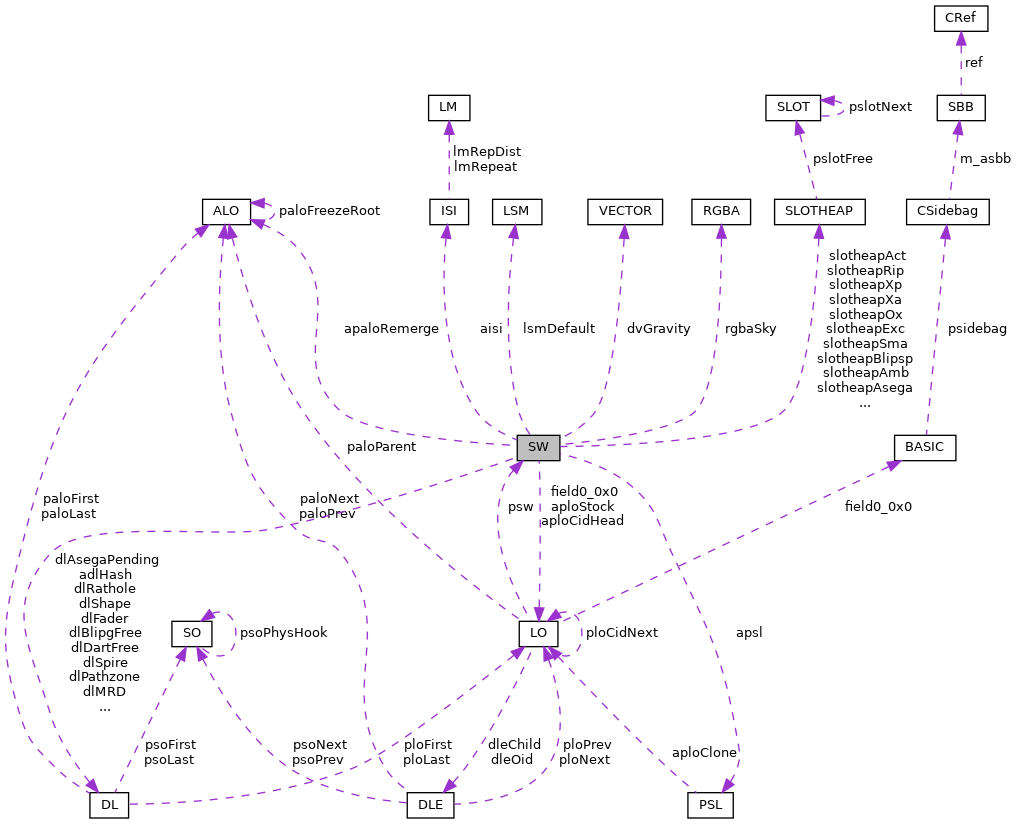 CRef
ref
LM
SLOT
pslotNext
SBB
lmRepDist
lmRepeat
pslotFree
m_asbb
ALO
paloFreezeRoot
ISI
LSM
VECTOR
RGBA
SLOTHEAP
CSidebag
apaloRemerge
aisi
lsmDefault
dvGravity
rgbaSky
slotheapAct
slotheapRip
slotheapXp
slotheapXa
slotheapOx
slotheapExc
slotheapSma
slotheapBlipsp
slotheapAmb
slotheapAsega
...
psidebag
paloParent
SW
BASIC
paloFirst
paloLast
paloNext
paloPrev
psw
field0_0x0
aploStock
aploCidHead
field0_0x0
dlAsegaPending
adlHash
dlRathole
dlShape
dlFader
dlBlipgFree
dlDartFree
dlSpire
dlPathzone
dlMRD
...
SO
psoPhysHook
LO
ploCidNext
apsl
psoFirst
psoLast
psoNext
psoPrev
ploFirst
ploLast
dleChild
dleOid
ploPrev
ploNext
aploClone
DL
DLE
PSL